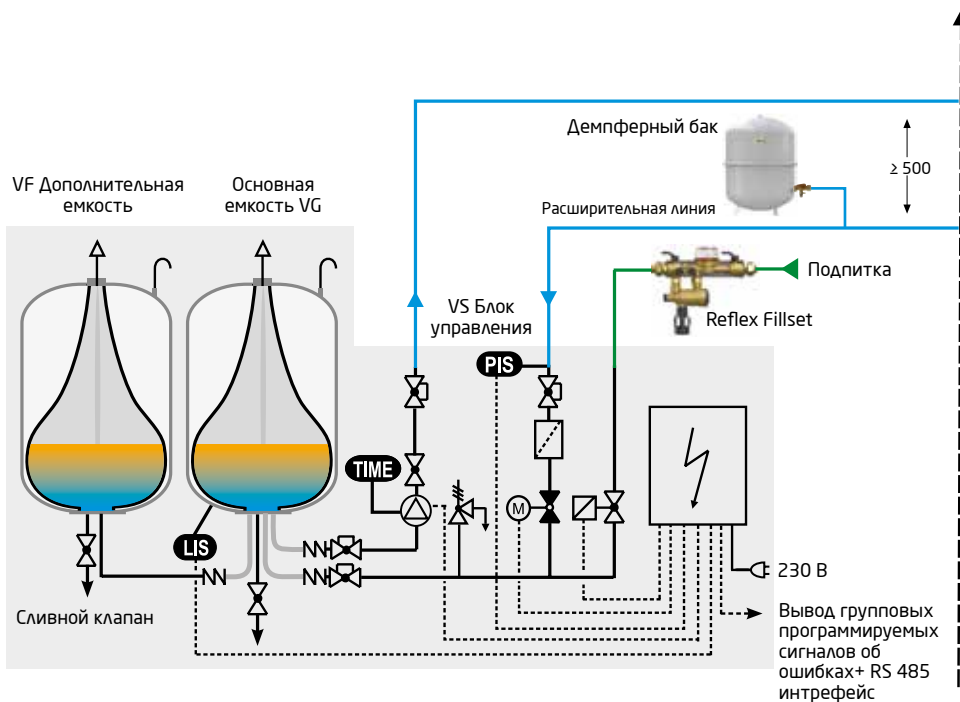 Демпферный бак
≥ 500
VF Дополнительная
емкость
Основная
емкость VG
Расширительная линия
Подпитка
VS Блок
управления
Reflex Fillset
PIS
TIME
M
LIS
230 В
Сливной клапан
Вывод групповых
программируемых
сигналов об
ошибках+ RS 485
интрефейс